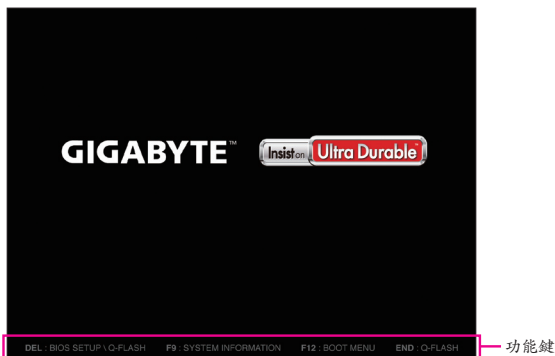 GIGABYTE™ Insist on Ultra Durable™
DEL : BIOS SETUP \ Q-FLASH F9 : SYSTEM INFORMATION F12 : BOOT MENU END : Q-FLASH
功能鍵